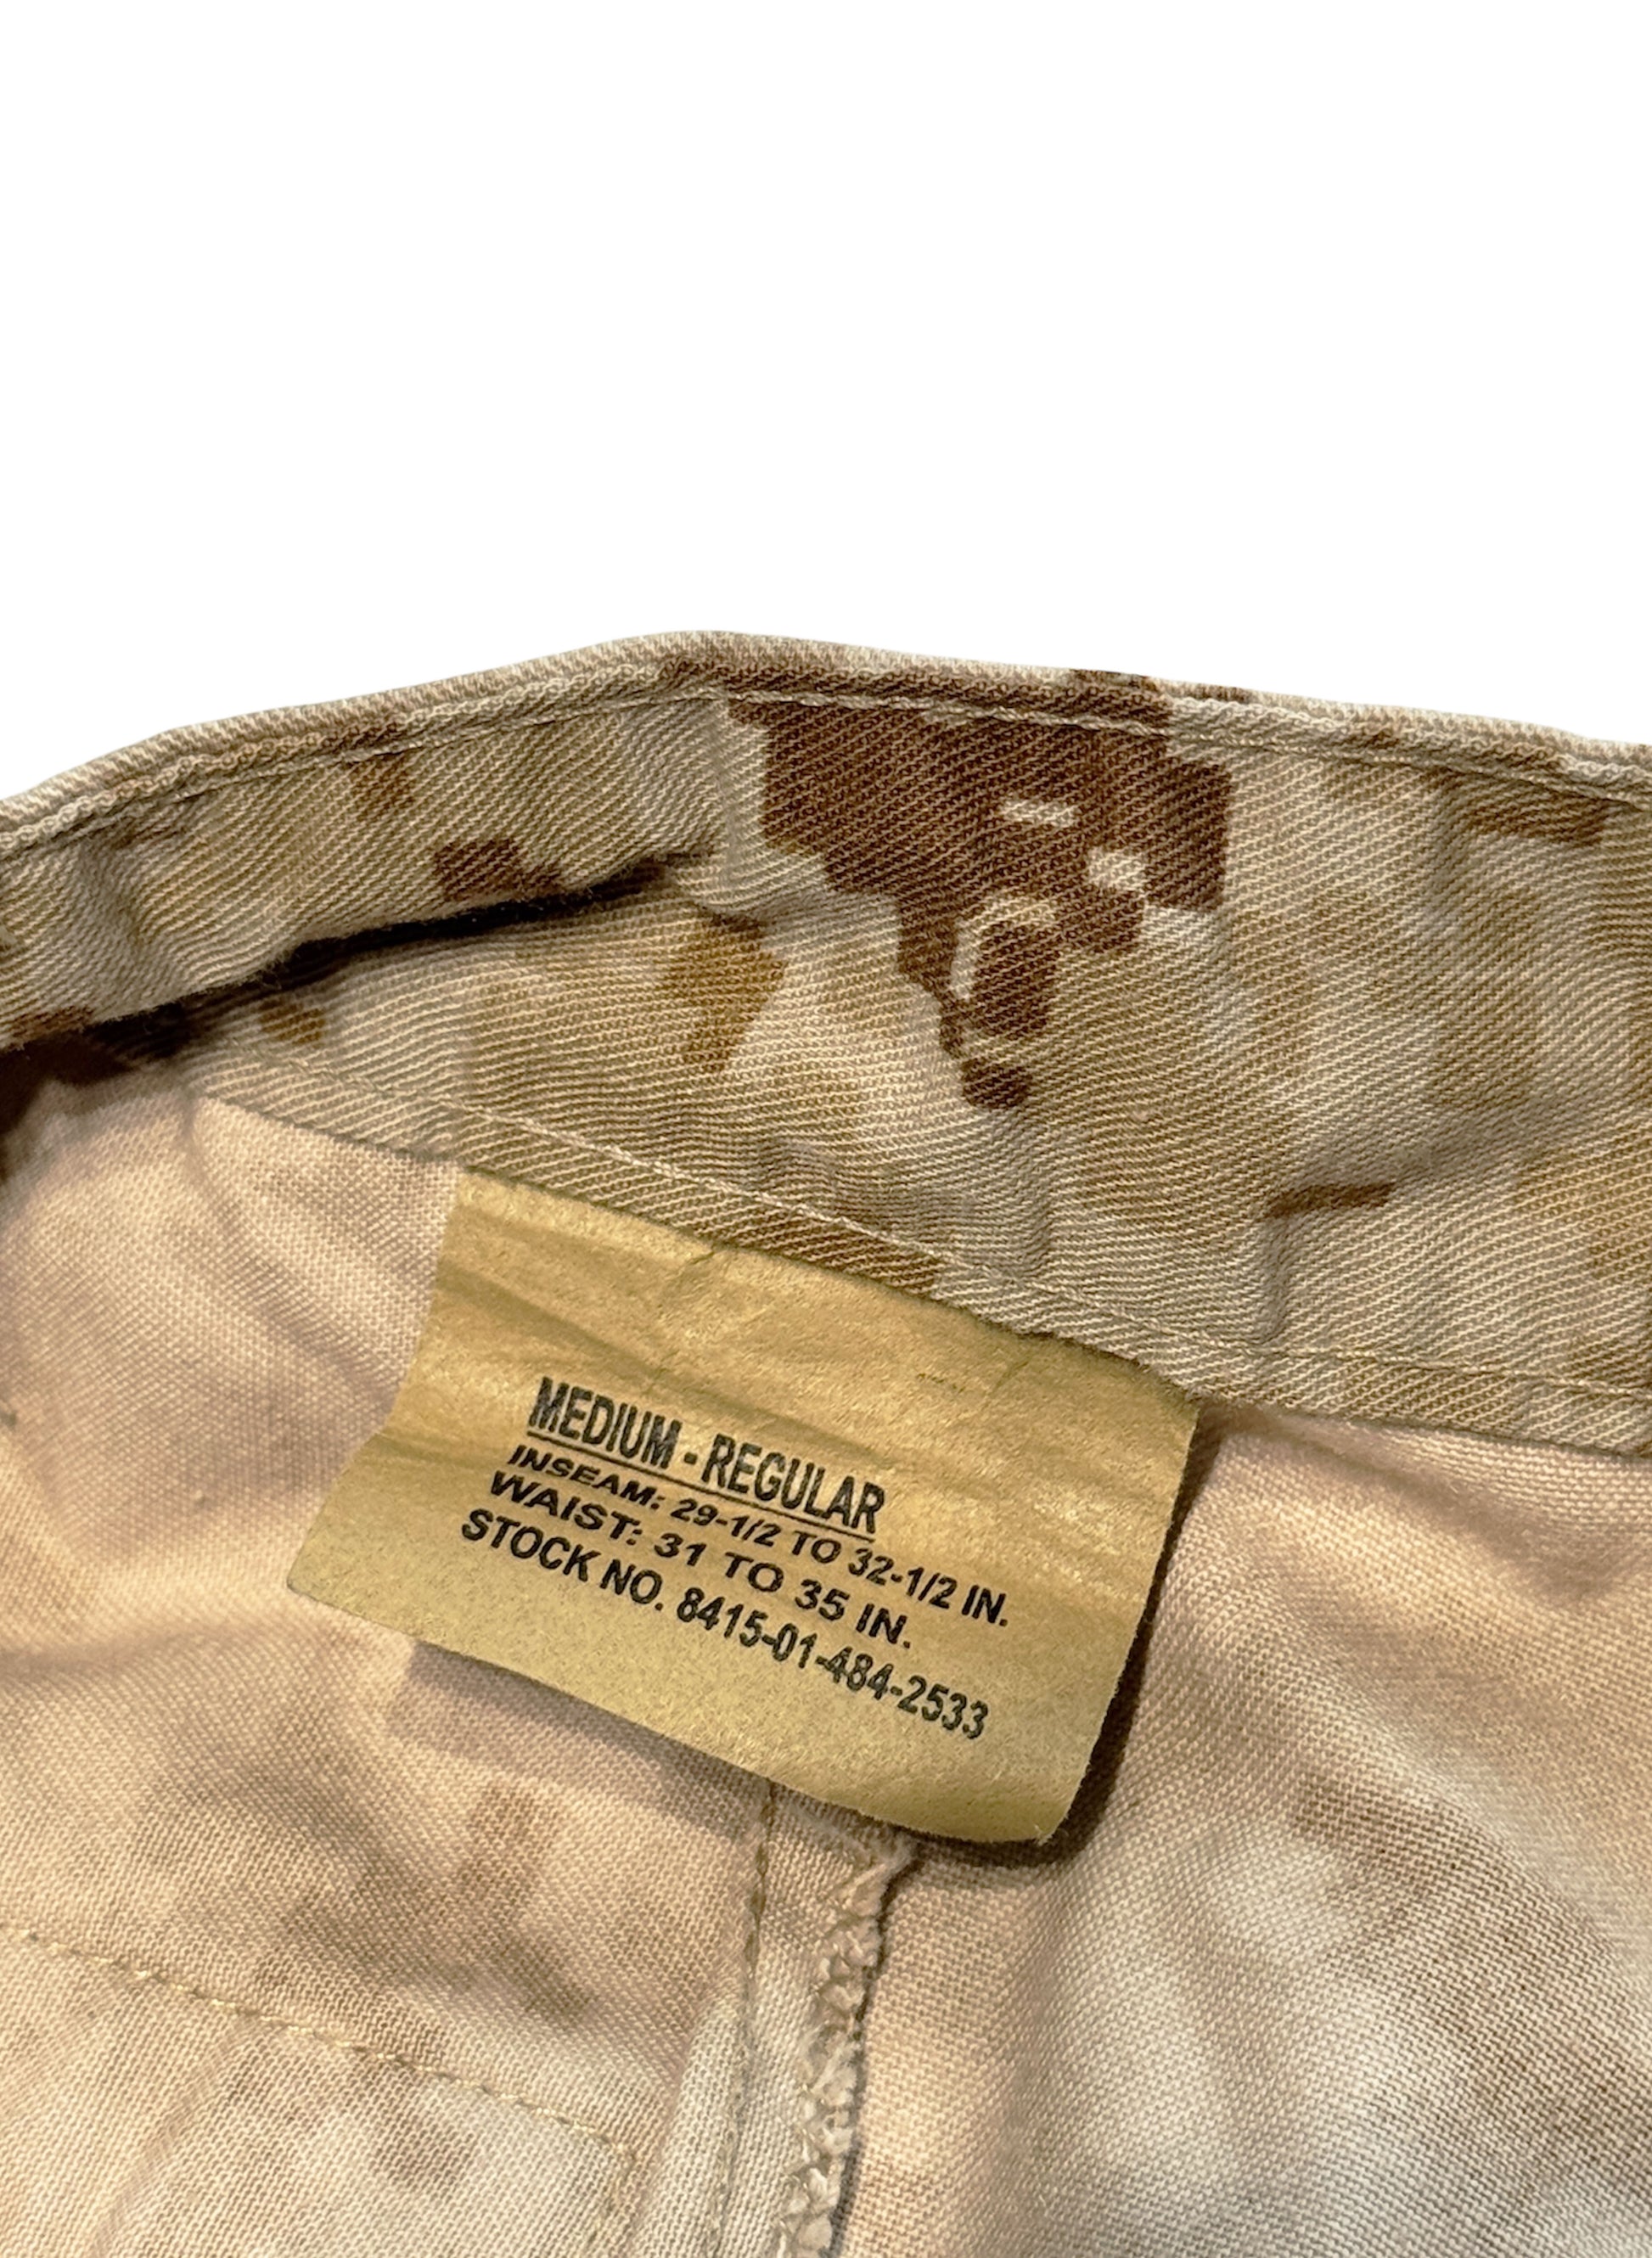 MEDIUM - REGULAR
INSEAM: 29-1/2 TO 32-1/2 IN.
WAIST: 31 TO 35 IN.
STOCK NO. 8415-01-484-2533